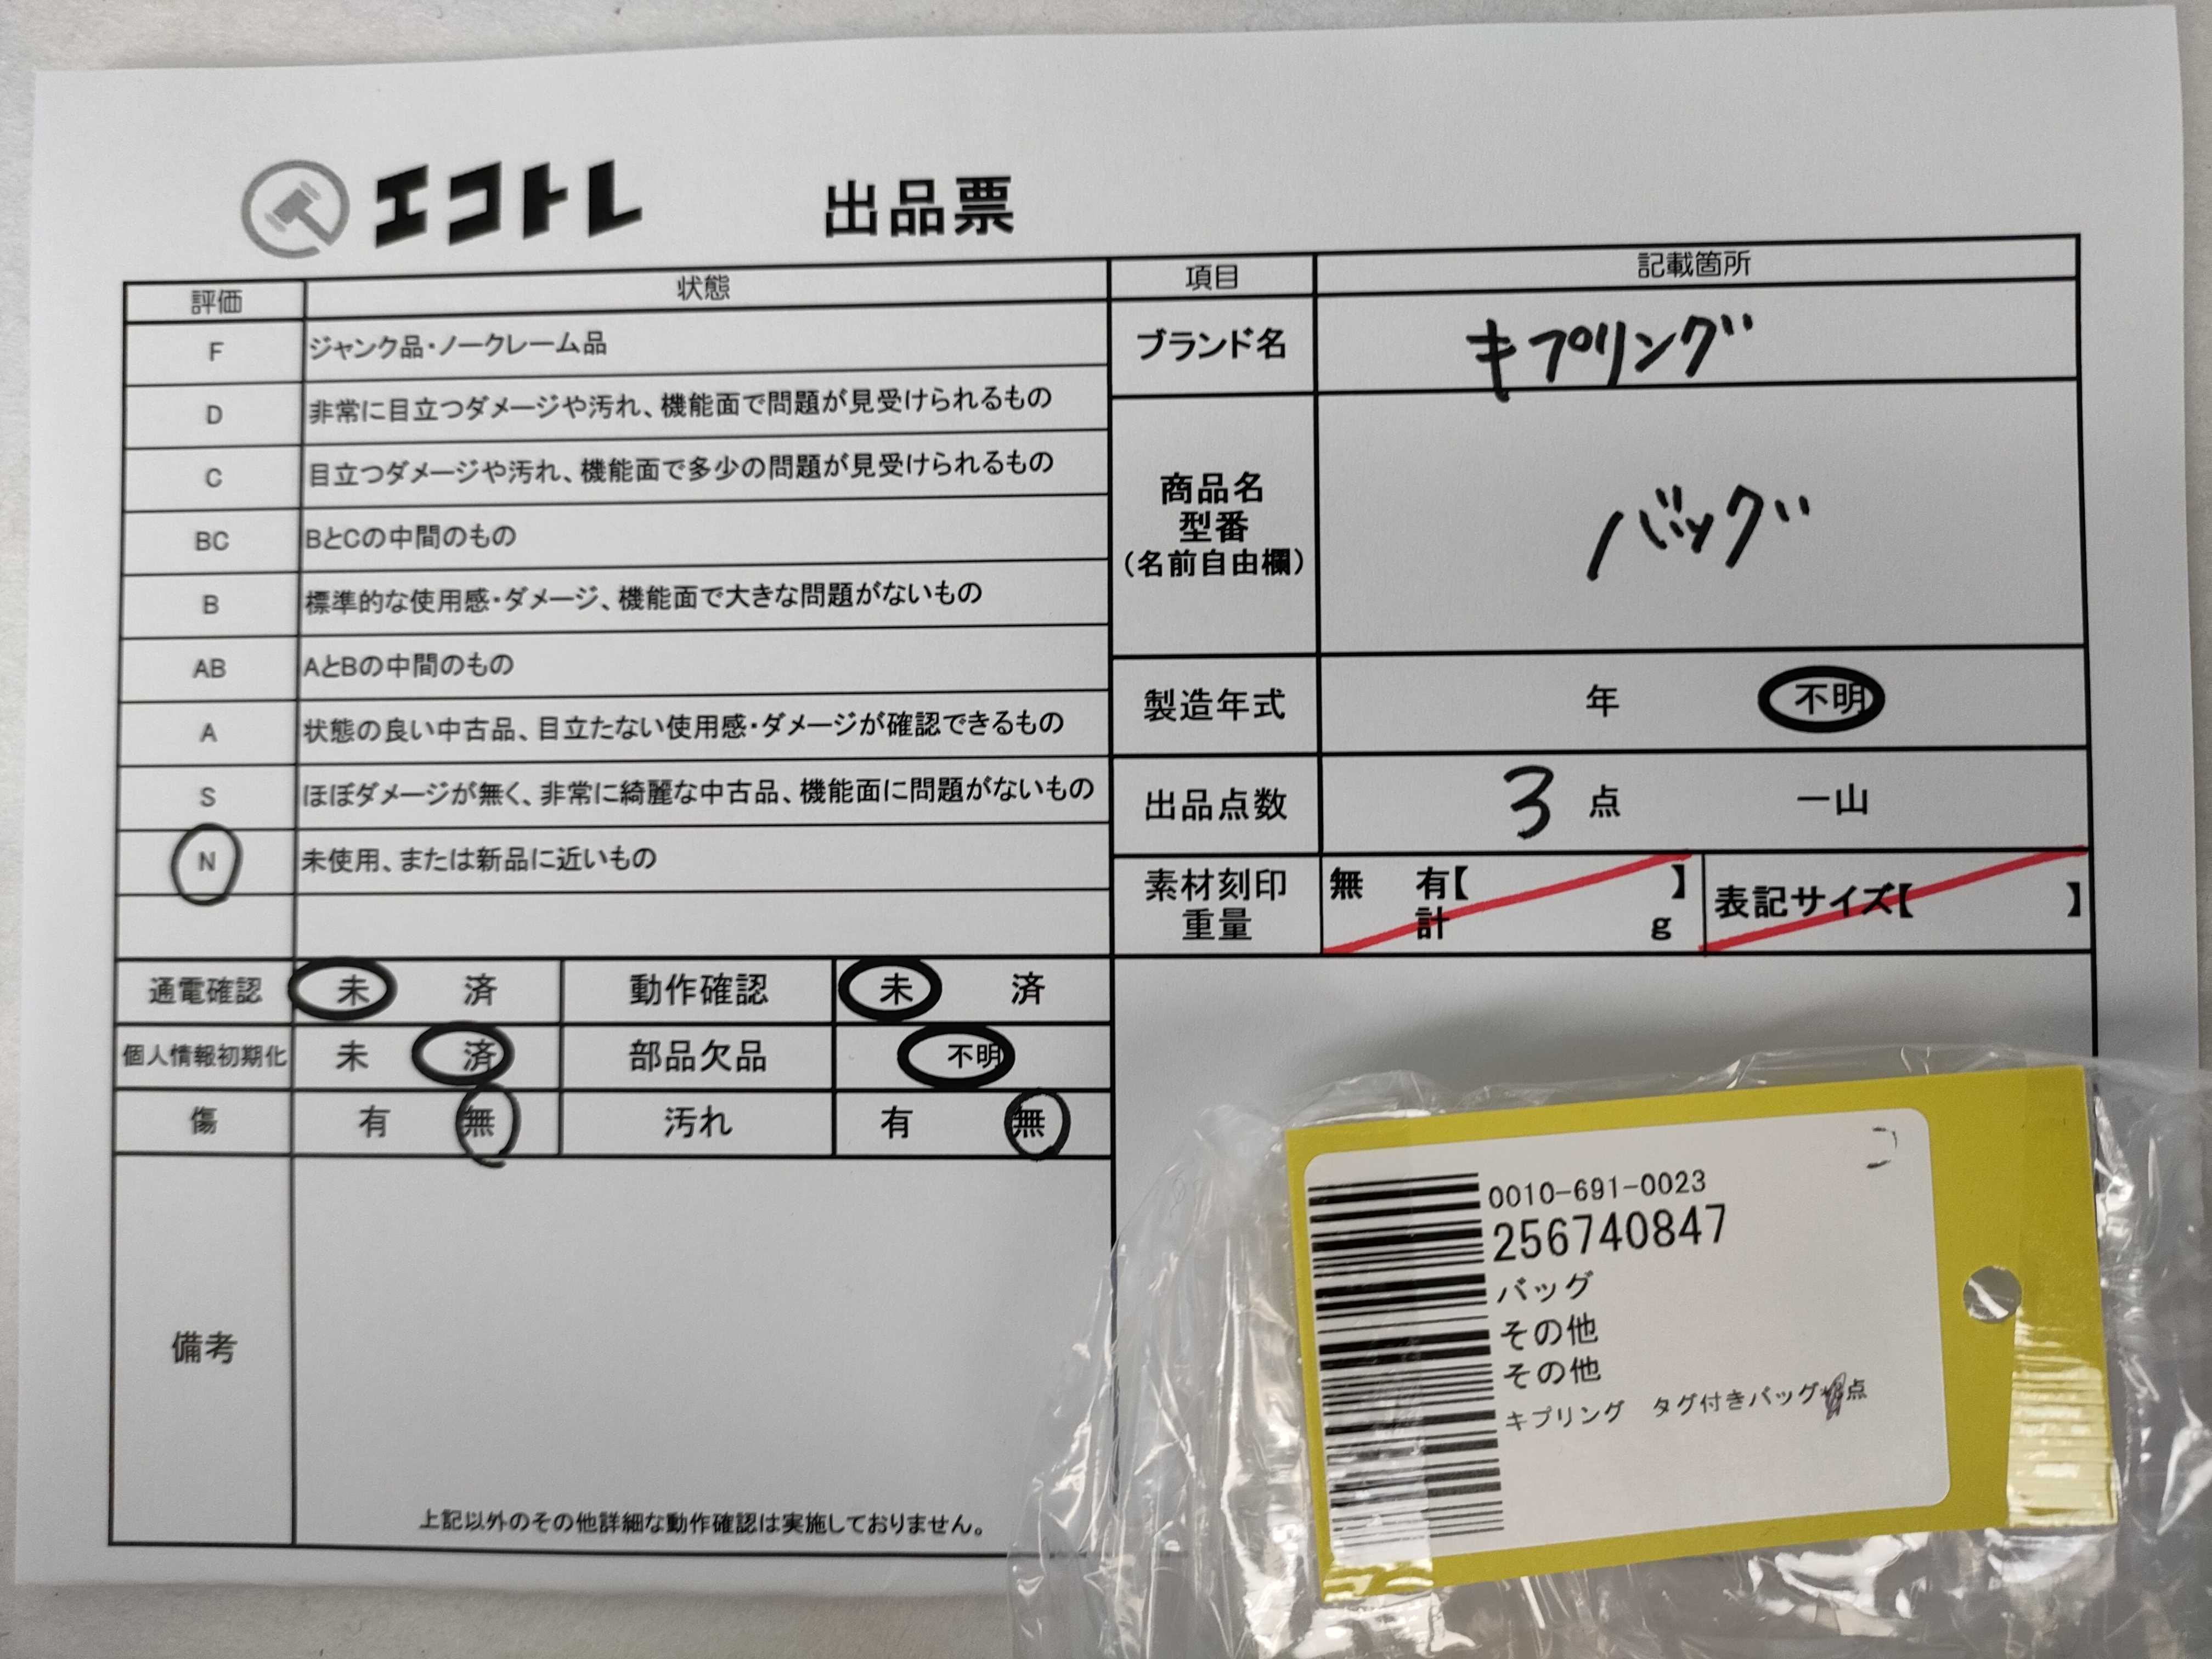 エコトレ 出品票
評価 状態
F ジャンク品・ノークレーム品
D 非常に目立つダメージや汚れ、機能面で問題が見受けられるもの
C 目立つダメージや汚れ、機能面で多少の問題が見受けられるもの
BC BとCの中間のもの
B 標準的な使用感・ダメージ、機能面で大きな問題がないもの
AB AとBの中間のもの
A 状態の良い中古品、目立たない使用感・ダメージが確認できるもの
S ほぼダメージが無く、非常に綺麗な中古品、機能面に問題がないもの
N 未使用、または新品に近いもの
通電確認 未 済 動作確認 未 済
個人情報初期化 未 済 部品欠品 不明
傷 有 無 汚れ 有 無
備考
上記以外のその他詳細な動作確認は実施しておりません。
項目 記載箇所
ブランド名 キプリング
商品名
型番
(名前自由欄)
バッグ
製造年式 年 不明
出品点数 3 点 一山
素材刻印
重量
無 有【 】
計 g
表記サイズ【 】
コ
0010-691-0023
256740847
バッグ
その他
その他
キプリング タグ付きバッグ 点